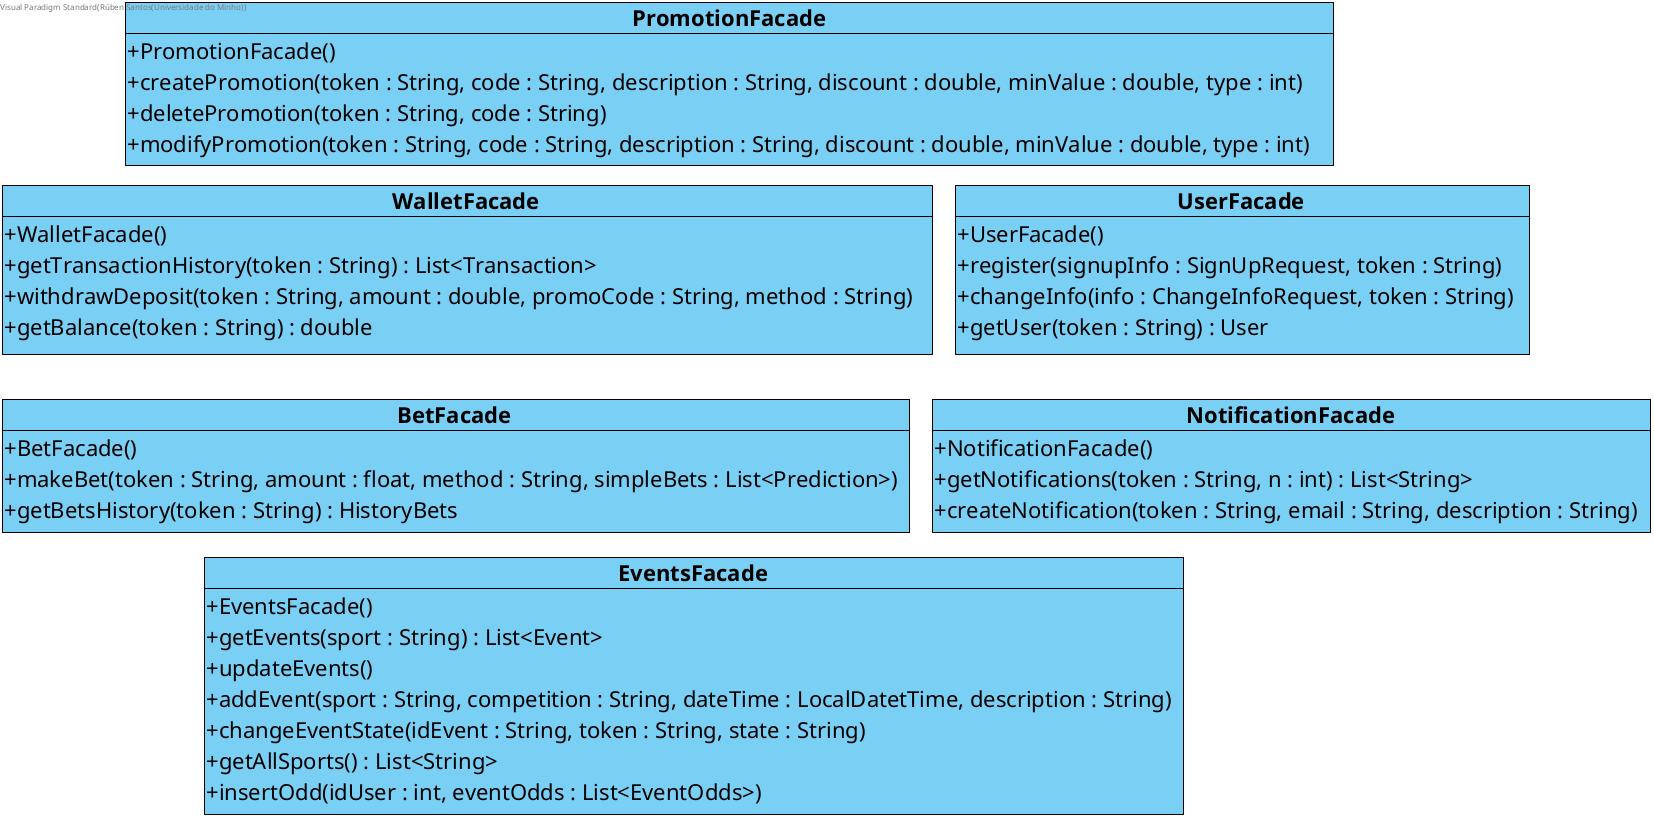 Visual Paradigm Standard(Rúben Santos(Universidade do Minho))
PromotionFacade
+PromotionFacade()
+createPromotion(token : String, code : String, description : String, discount : double, minValue : double, type : int)
+deletePromotion(token : String, code : String)
+modifyPromotion(token : String, code : String, description : String, discount : double, minValue : double, type : int)
WalletFacade
+WalletFacade()
+getTransactionHistory(token : String) : List<Transaction>
+withdrawDeposit(token : String, amount : double, promoCode : String, method : String)
+getBalance(token : String) : double
UserFacade
+UserFacade()
+register(signupInfo : SignUpRequest, token : String)
+changeInfo(info : ChangeInfoRequest, token : String)
+getUser(token : String) : User
BetFacade
+BetFacade()
+makeBet(token : String, amount : float, method : String, simpleBets : List<Prediction>)
+getBetsHistory(token : String) : HistoryBets
NotificationFacade
+NotificationFacade()
+getNotifications(token : String, n : int) : List<String>
+createNotification(token : String, email : String, description : String)
EventsFacade
+EventsFacade()
+getEvents(sport : String) : List<Event>
+updateEvents()
+addEvent(sport : String, competition : String, dateTime : LocalDatetTime, description : String)
+changeEventState(idEvent : String, token : String, state : String)
+getAllSports() : List<String>
+insertOdd(idUser : int, eventOdds : List<EventOdds>)